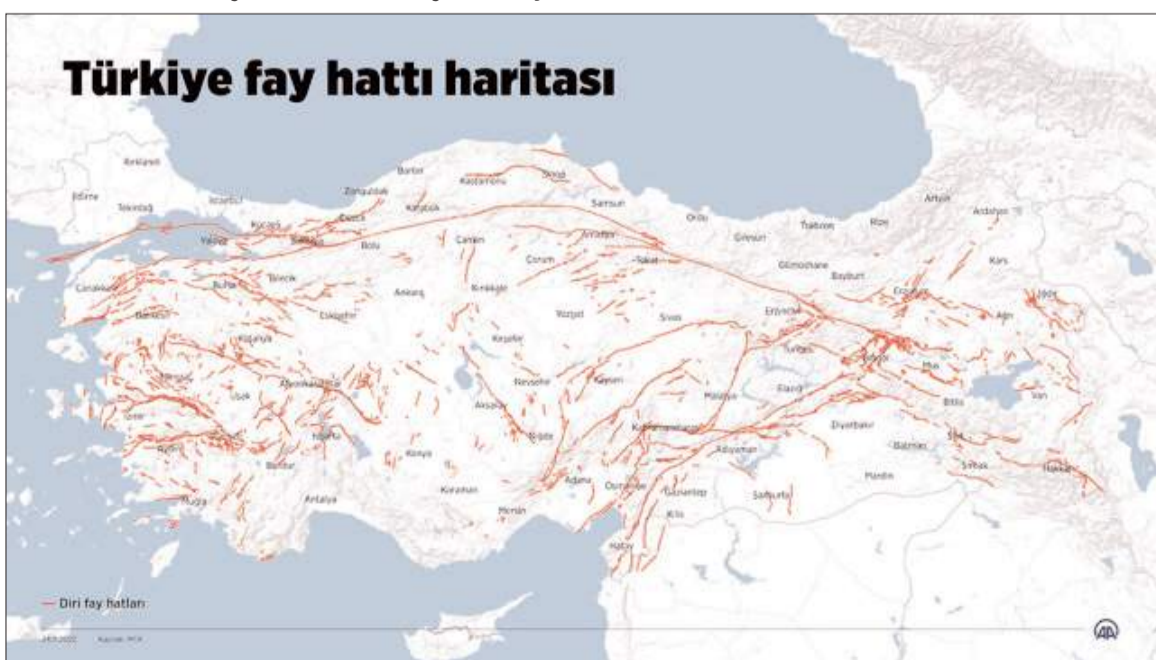 Türkiye fay hattı haritası
Kırklareli
Edirne
Tekirdağ
İstanbul
Kocaeli
Yalova
Sakarya
Düzce
Zonguldak
Bartın
Karabük
Kastamonu
Sinop
Samsun
Ordu
Giresun
Trabzon
Rize
Artvin
Ardahan
Kars
Bolu
Çankırı
Çorum
Amasya
Tokat
Gümüşhane
Bayburt
Erzurum
Ağrı
Iğdır
Çanakkale
Bursa
Bilecik
Eskişehir
Ankara
Kırıkkale
Yozgat
Sivas
Erzincan
Tunceli
Bingöl
Muş
Balıkesir
Kütahya
Kırşehir
Nevşehir
Kayseri
Malatya
Elazığ
Bitlis
Van
Manisa
Uşak
Afyonkarahisar
Aksaray
Niğde
Kahramanmaraş
Adıyaman
Diyarbakır
Batman
Siirt
Şırnak
Hakkari
İzmir
Aydın
Isparta
Burdur
Konya
Karaman
Adana
Osmaniye
Gaziantep
Şanlıurfa
Mardin
Muğla
Antalya
Mersin
Kilis
Hatay
Diri fay hatları
Kaynak: MTA
AA